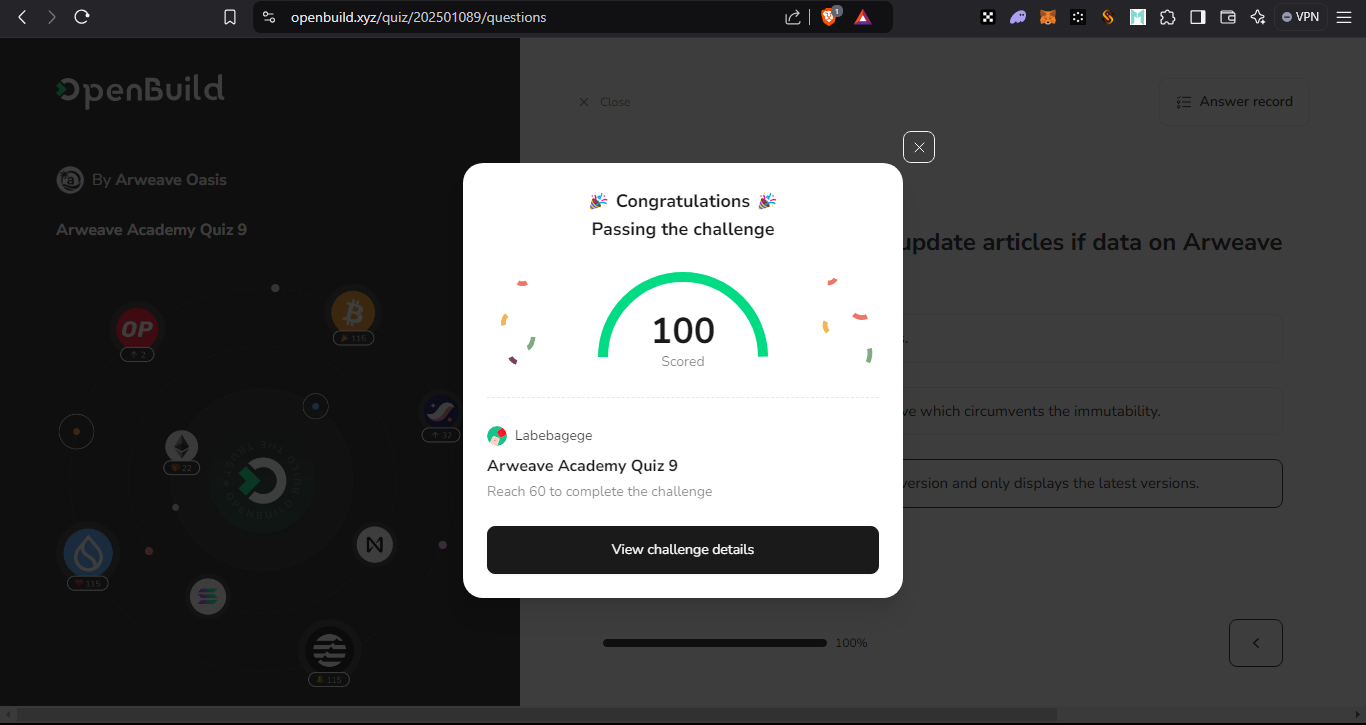 openbuild.xyz/quiz/202501089/questions
1
VPN
OpenBuild
By Arweave Oasis
Arweave Academy Quiz 9
OP
2
115
32
22
115
115
Close
Answer record
update articles if data on Arweave
which circumvents the immutability.
version and only displays the latest versions.
100%
Congratulations
Passing the challenge
100
Scored
Labebagege
Arweave Academy Quiz 9
Reach 60 to complete the challenge
View challenge details